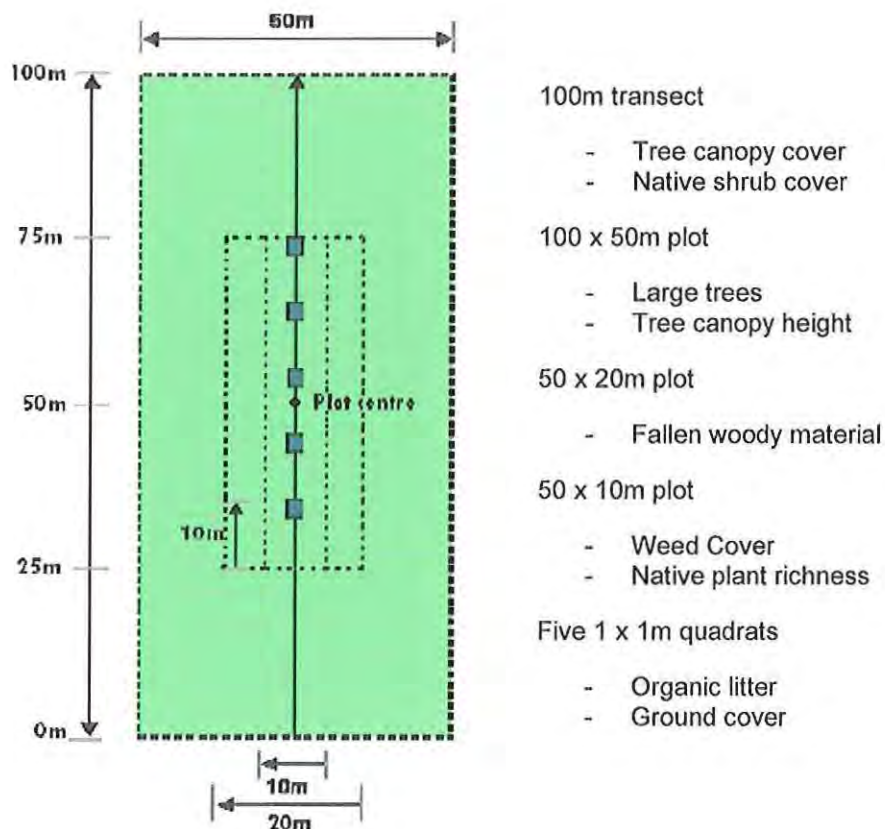 50m
100m
75m
50m
Plot centre
10m
25m
0m
10m
20m
100m transect
- Tree canopy cover
- Native shrub cover
100 x 50m plot
- Large trees
- Tree canopy height
50 x 20m plot
- Fallen woody material
50 x 10m plot
- Weed Cover
- Native plant richness
Five 1 x 1m quadrats
- Organic litter
- Ground cover